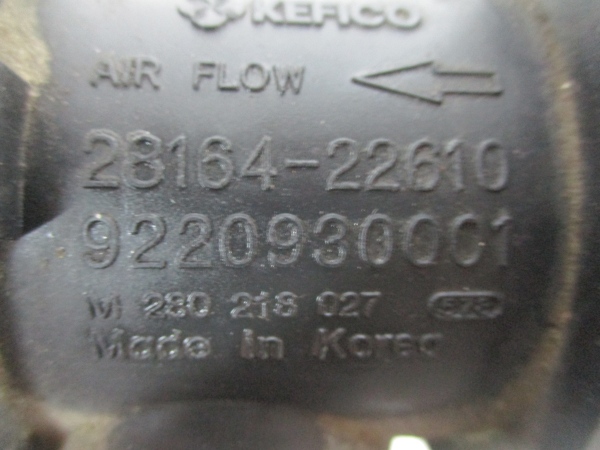 KEFICO
AIR FLOW
28164-22610
9220930001
M 280 218 027
Made in Korea